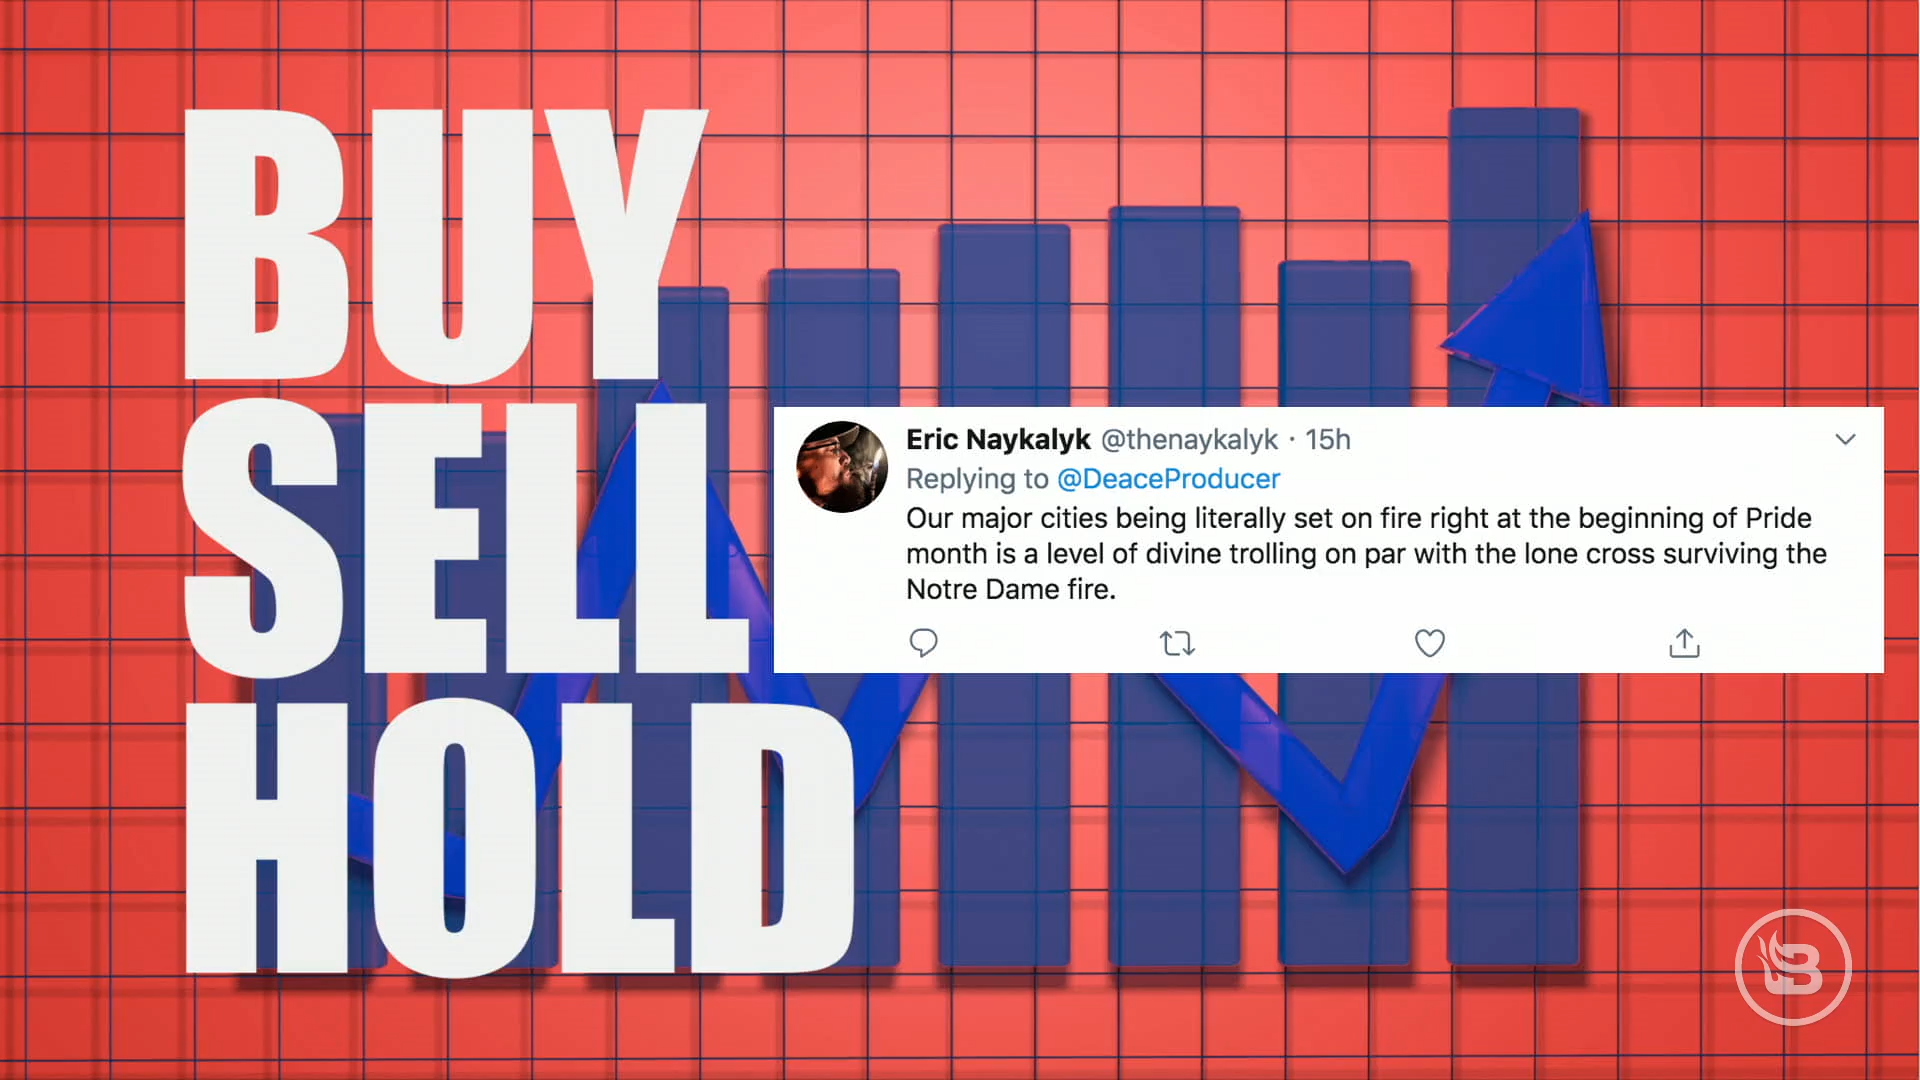 BUY
SELL
HOLD
Eric Naykalyk @thenaykalyk · 15h
Replying to @DeaceProducer
Our major cities being literally set on fire right at the beginning of Pride
month is a level of divine trolling on par with the lone cross surviving the
Notre Dame fire.
B